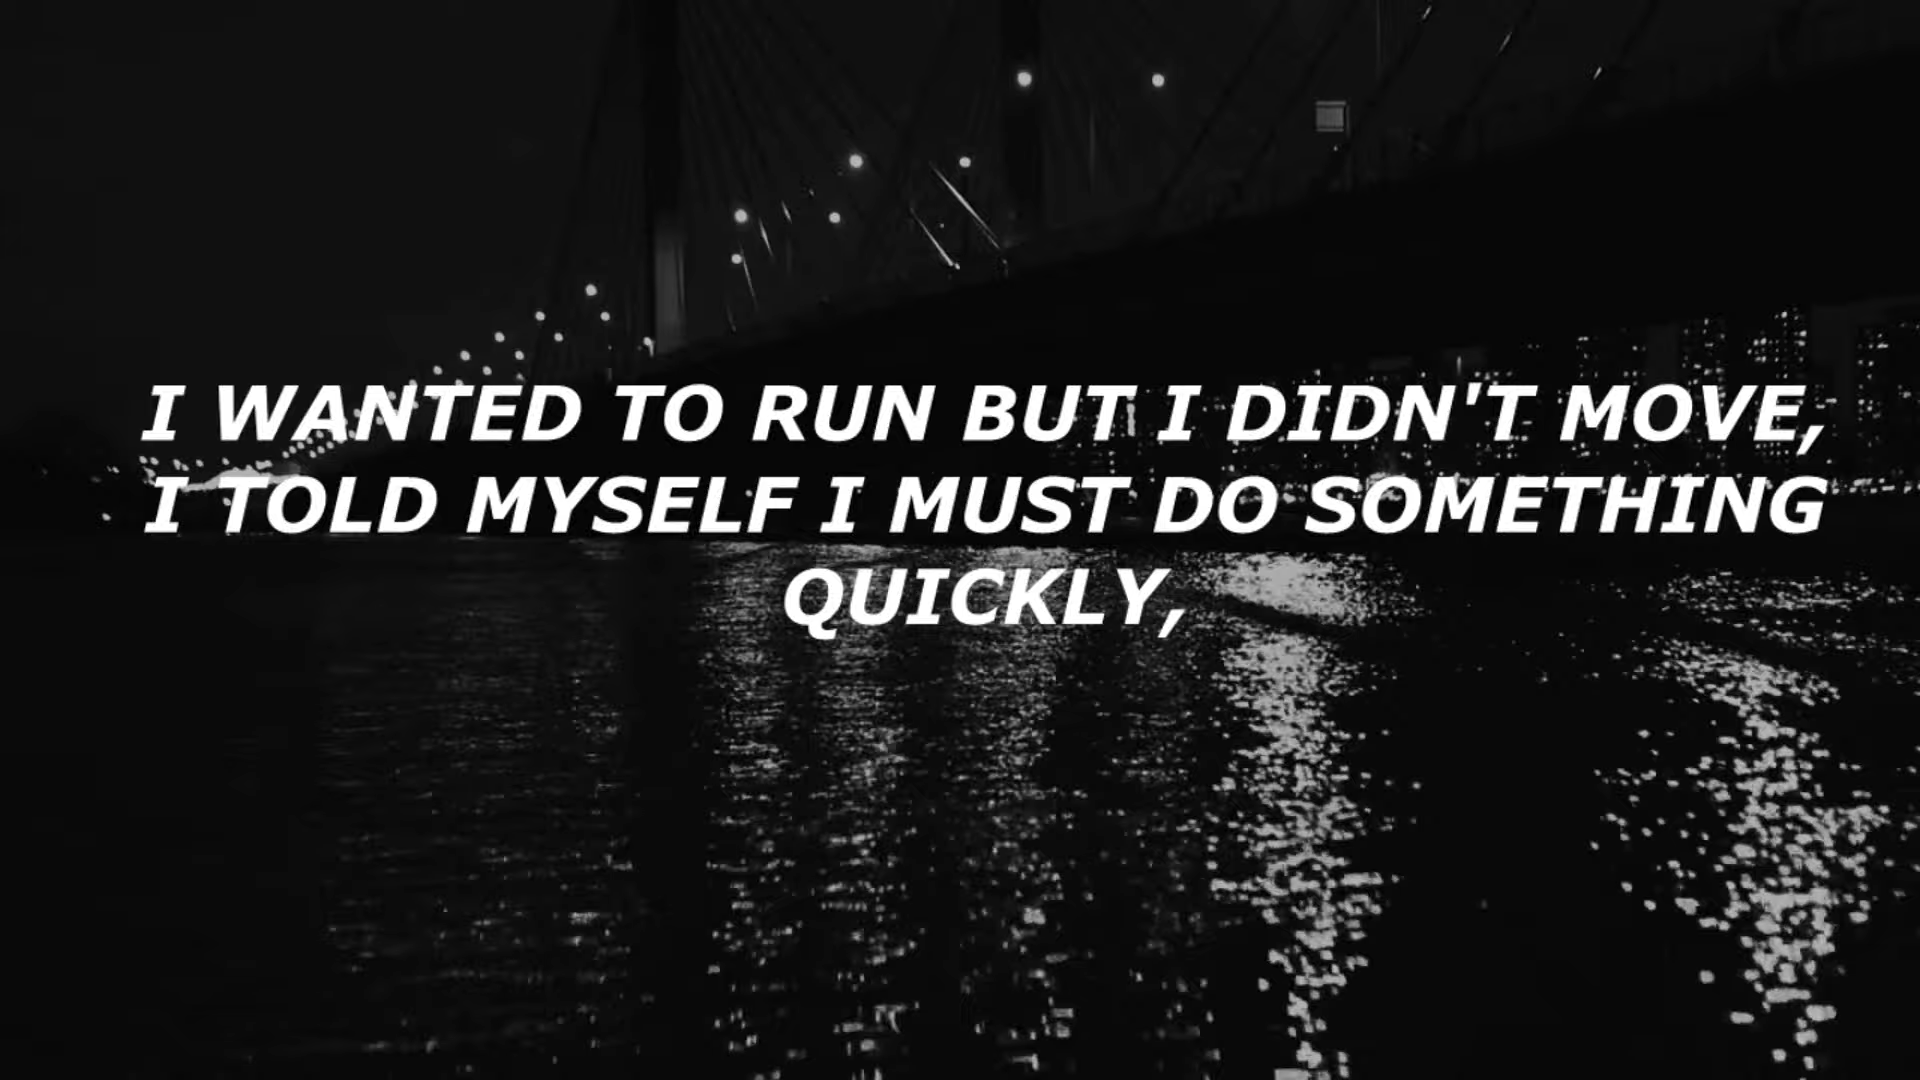 I WANTED TO RUN BUT I DIDN'T MOVE,
I TOLD MYSELF I MUST DO SOMETHING
QUICKLY,